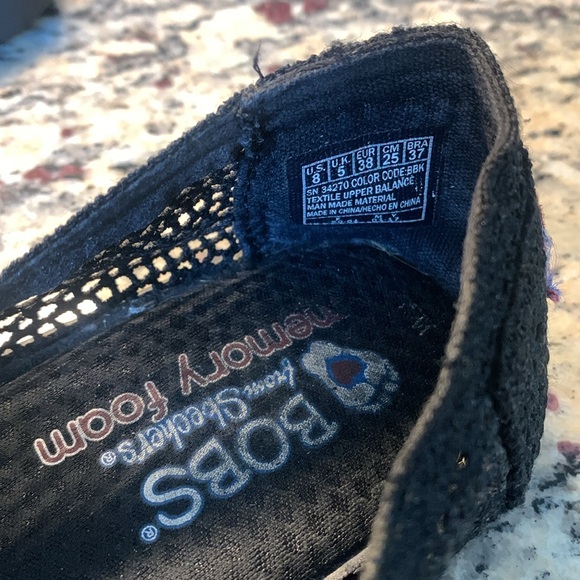 U.S. U.K. EUR CM BRA
8 5 38 25 37
SN 34270 COLOR CODE:BBK
TEXTILE UPPER BALANCE
MAN MADE MATERIAL
MADE IN CHINA/HECHO EN CHINA
BOBS®
from Skechers®
memory foam